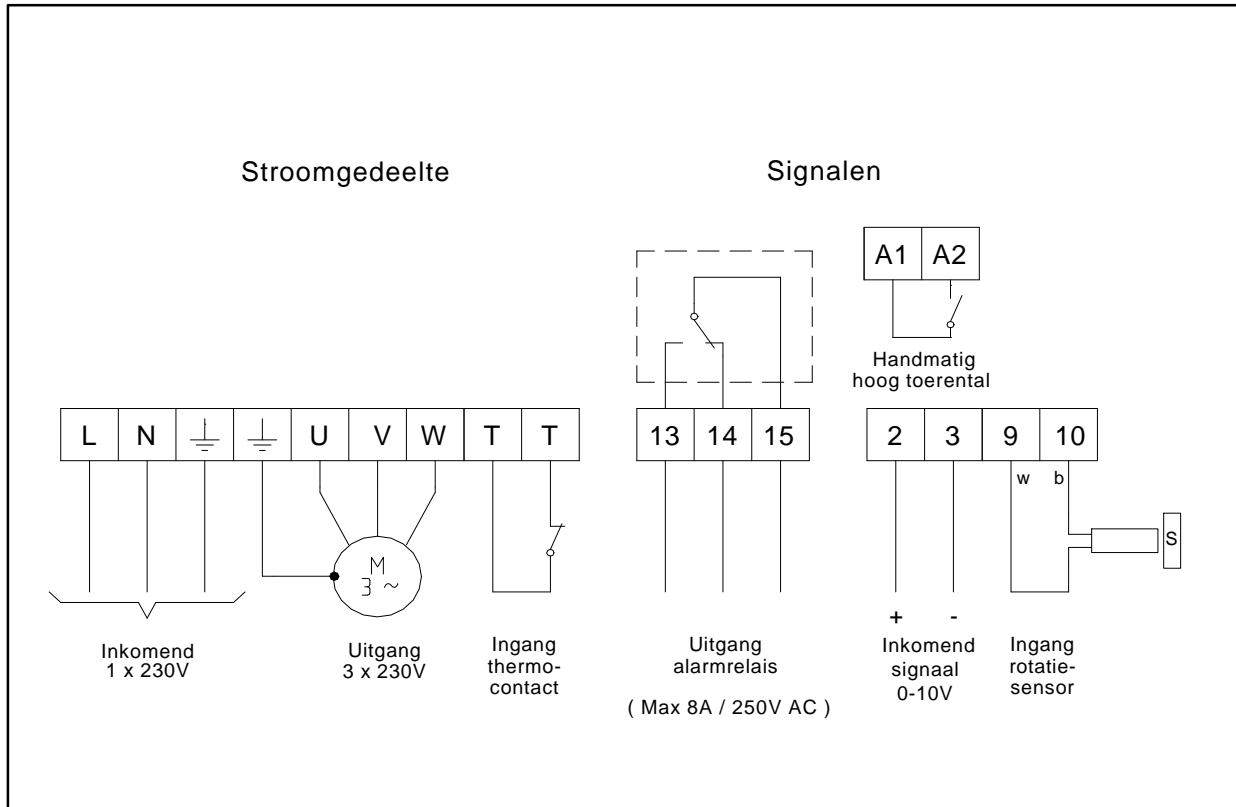 Stroomgedeelte
Signalen
A1 A2
Handmatig
hoog toerental
L N U V W T T
13 14 15
2 3 9 10
w b
M
3 ~
S
+ -
Inkomend
1 x 230V
Uitgang
3 x 230V
Ingang
thermo-
contact
Uitgang
alarmrelais
( Max 8A / 250V AC )
Inkomend
signaal
0-10V
Ingang
rotatie-
sensor